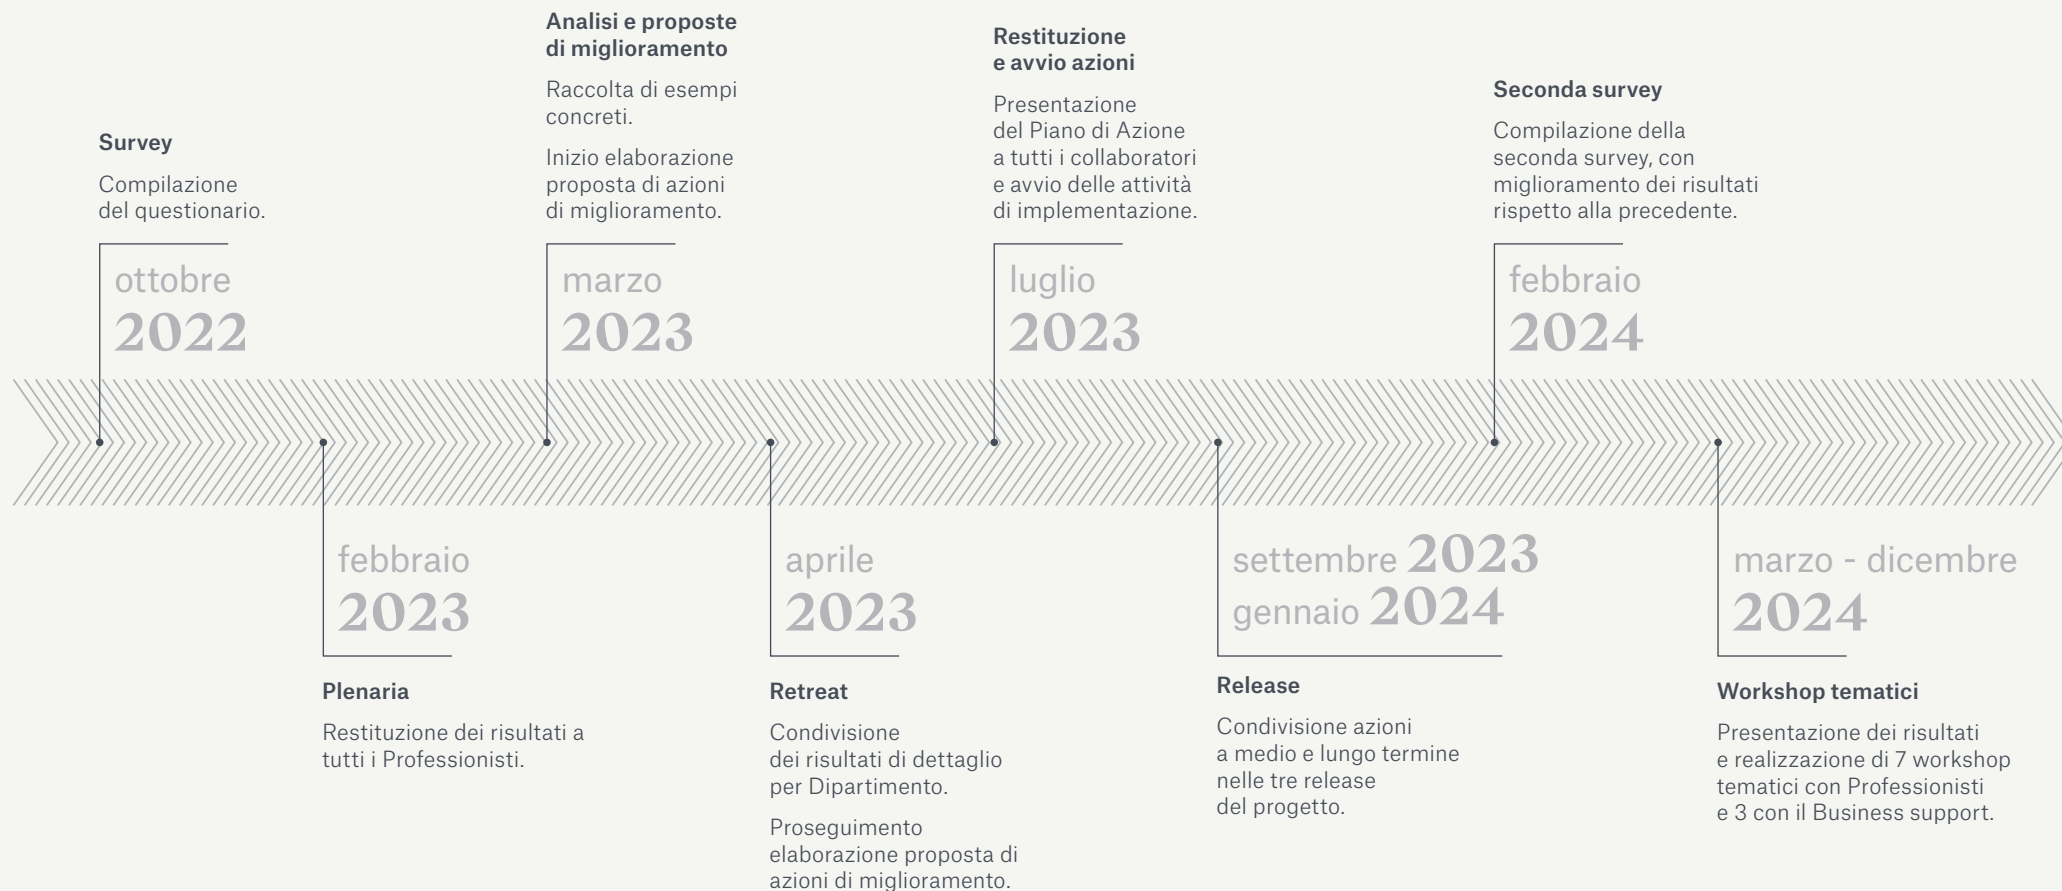 Survey
Compilazione
del questionario.
ottobre
2022
Plenaria
febbraio
2023
Restituzione dei risultati a
tutti i Professionisti.
Analisi e proposte
di miglioramento
Raccolta di esempi
concreti.
Inizio elaborazione
proposta di azioni
di miglioramento.
marzo
2023
aprile
2023
Retreat
Condivisione
dei risultati di dettaglio
per Dipartimento.
Proseguimento
elaborazione proposta di
azioni di miglioramento.
Restituzione
e avvio azioni
Presentazione
del Piano di Azione
a tutti i collaboratori
e avvio delle attività
di implementazione.
luglio
2023
settembre 2023
gennaio 2024
Release
Condivisione azioni
a medio e lungo termine
nelle tre release
del progetto.
Seconda survey
Compilazione della
seconda survey, con
miglioramento dei risultati
rispetto alla precedente.
febbraio
2024
marzo - dicembre
2024
Workshop tematici
Presentazione dei risultati
e realizzazione di 7 workshop
tematici con Professionisti
e 3 con il Business support.